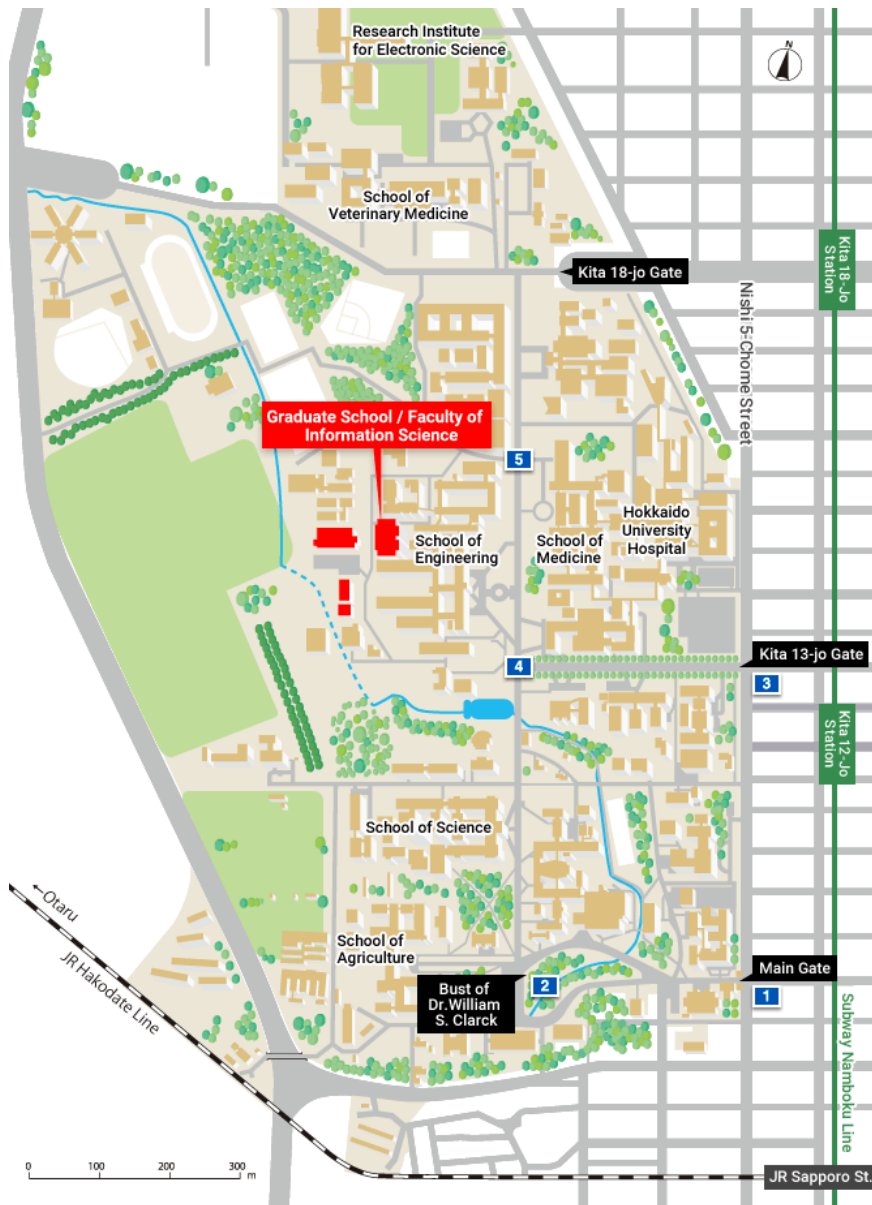 Research Institute
for Electronic Science
N
School of
Veterinary Medicine
Kita 18-Jo
Station
Kita 18-jo Gate
Nishi 5-Chome Street
Graduate School / Faculty of
Information Science
5
Hokkaido
University
Hospital
School of
Engineering
School of
Medicine
4
Kita 13-jo Gate
3
Kita 12-Jo
Station
School of Science
←Otaru
JR Hakodate Line
School of
Agriculture
Main Gate
2
Bust of
Dr.William
S. Clarck
1
Subway Namboku Line
0 100 200 300 m
JR Sapporo St.